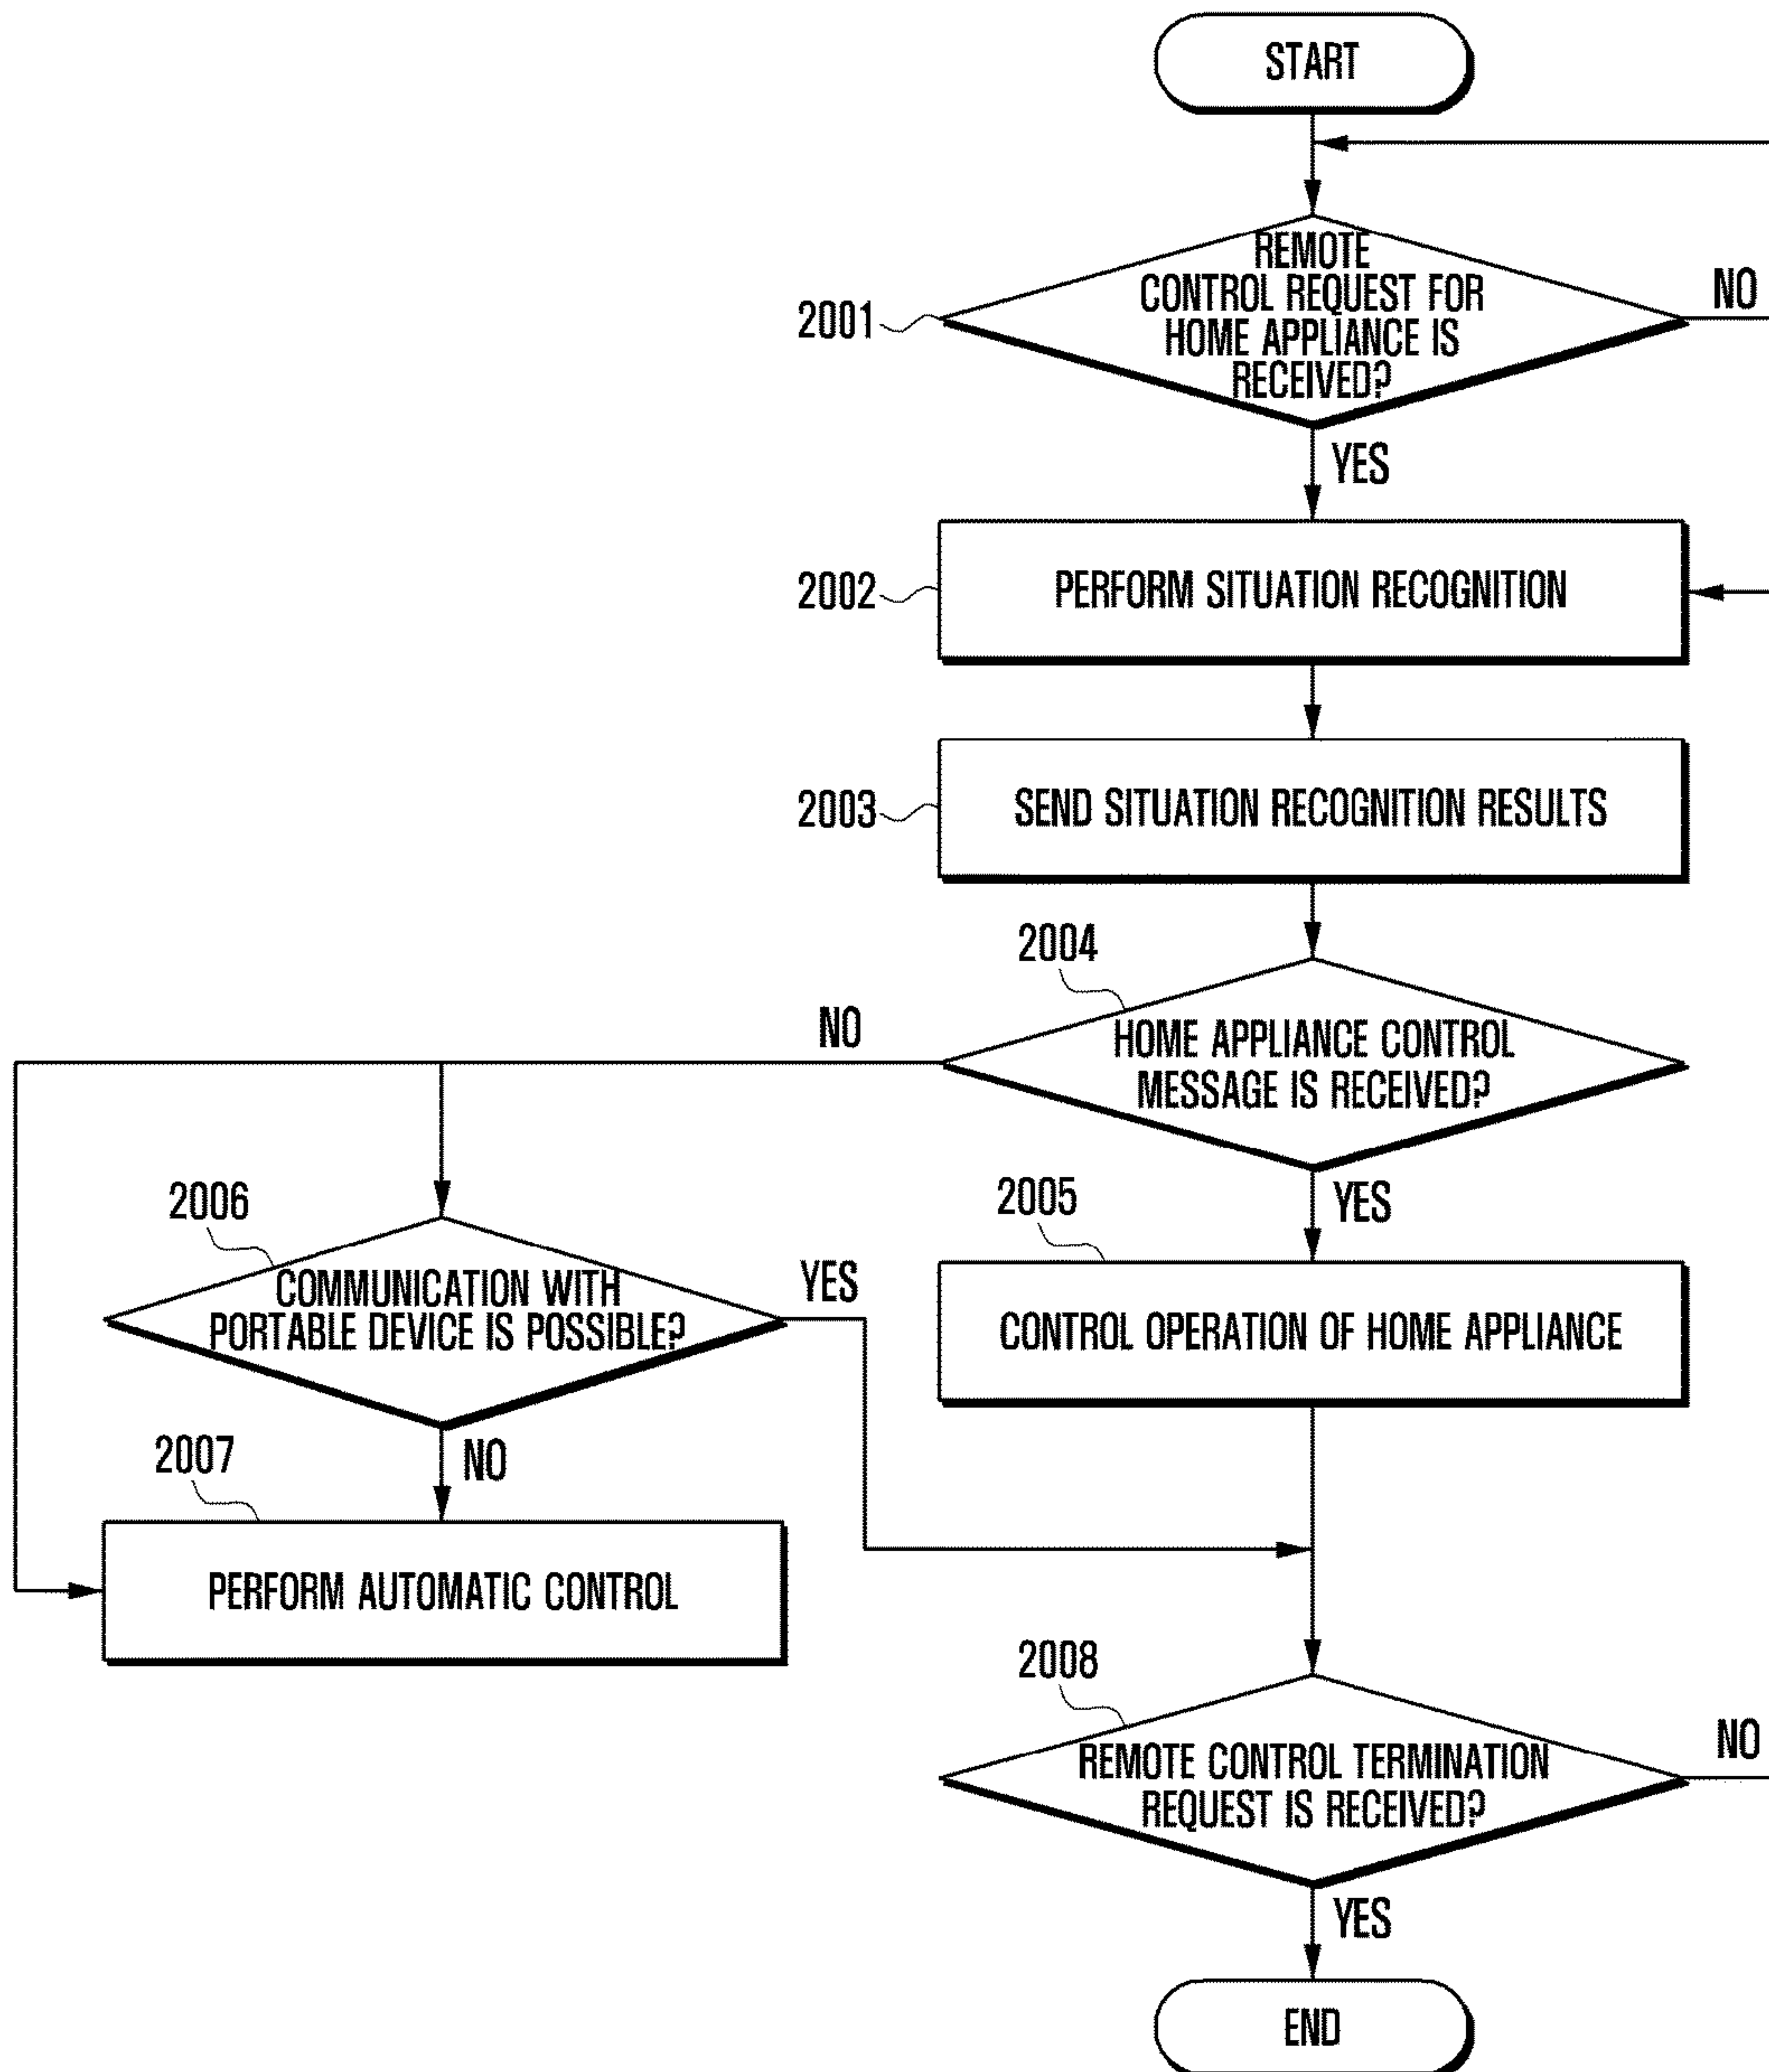 START
REMOTE
CONTROL REQUEST FOR
HOME APPLIANCE IS
RECEIVED?
2001
NO
YES
2002
PERFORM SITUATION RECOGNITION
2003
SEND SITUATION RECOGNITION RESULTS
2004
NO
HOME APPLIANCE CONTROL
MESSAGE IS RECEIVED?
YES
2006
COMMUNICATION WITH
PORTABLE DEVICE IS POSSIBLE?
YES
2005
CONTROL OPERATION OF HOME APPLIANCE
NO
2007
PERFORM AUTOMATIC CONTROL
2008
REMOTE CONTROL TERMINATION
REQUEST IS RECEIVED?
NO
YES
END